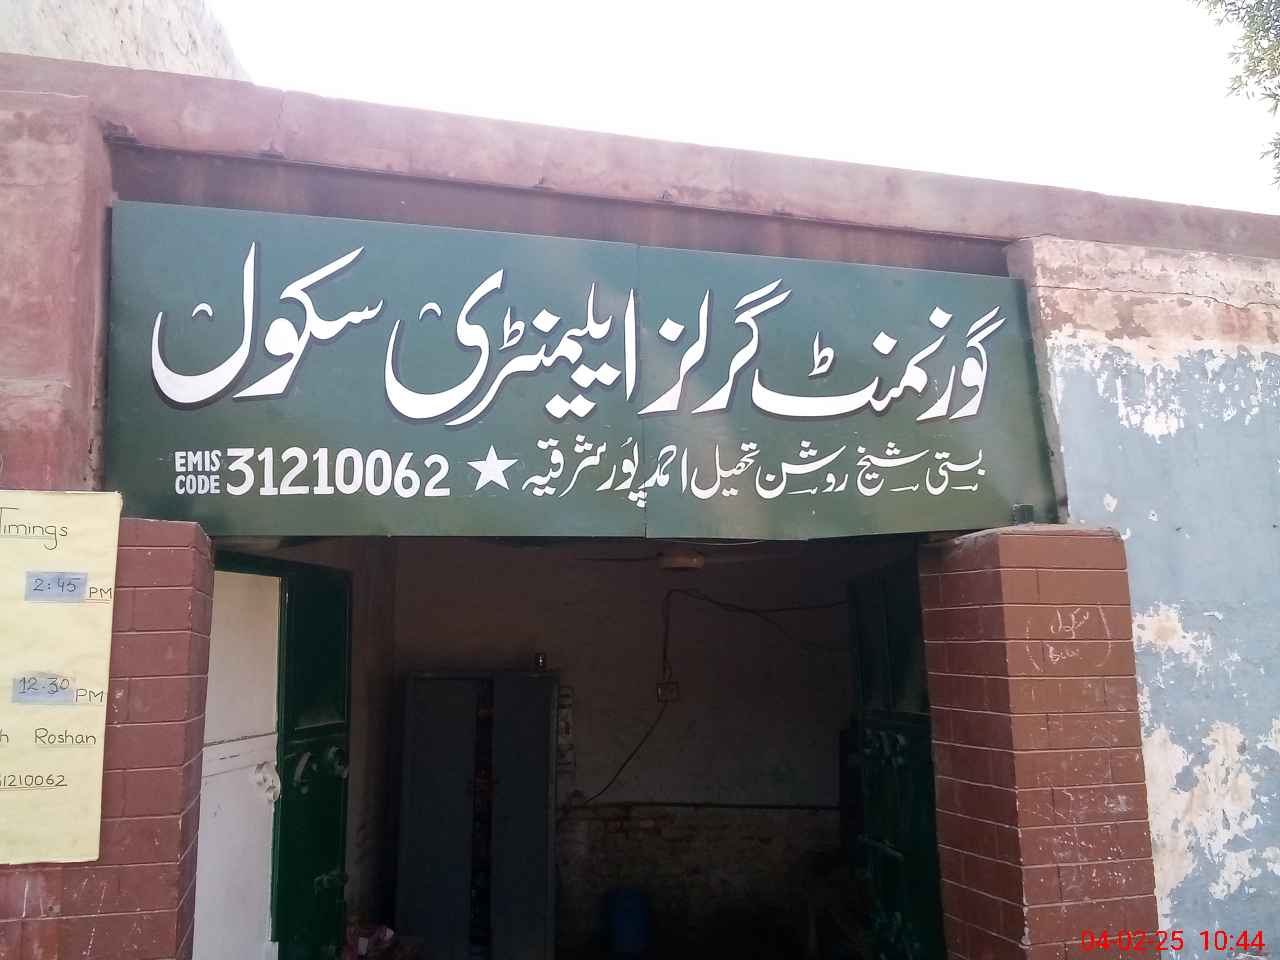 گورنمنٹ گرلز ایلیمنٹری سکول
بستی شیخ روشن تحصیل احمد پور شرقیہ ★ EMIS CODE 31210062
Timings
2:45 PM
12.30 PM
h Roshan
31210062
سکول
04-02-25 10:44